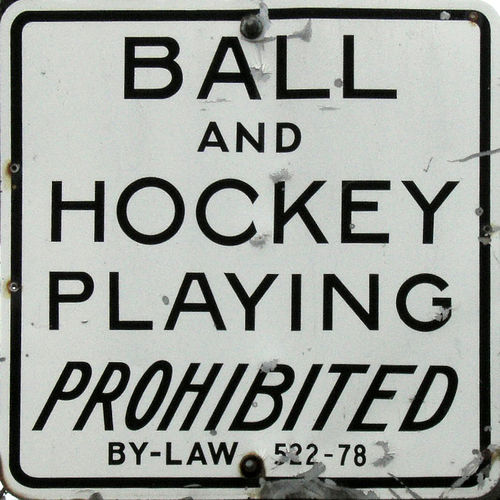 BALL
AND
HOCKEY
PLAYING
PROHIBITED
BY-LAW 522-78